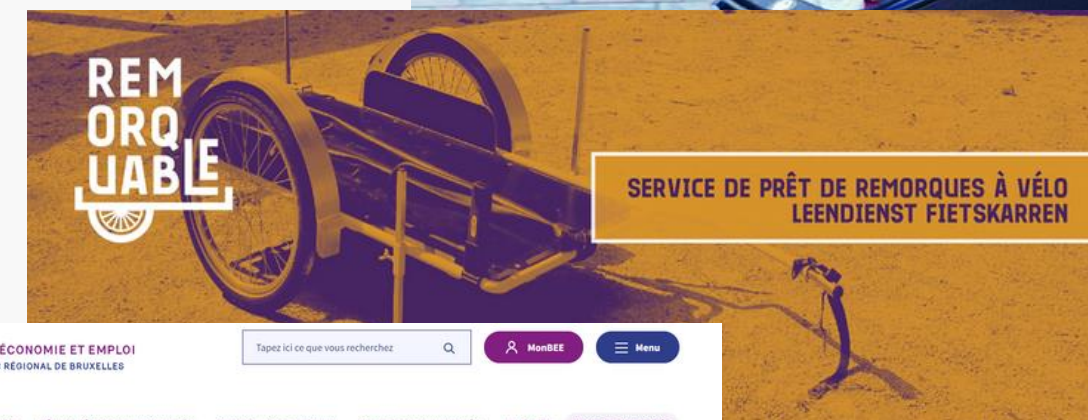 REM
ORQ
UABLE
SERVICE DE PRÊT DE REMORQUES À VÉLO
LEENDIENST FIETSKARREN
ÉCONOMIE ET EMPLOI
RÉGIONAL DE BRUXELLES
Tapez ici ce que vous recherchez
MonBEE
Menu